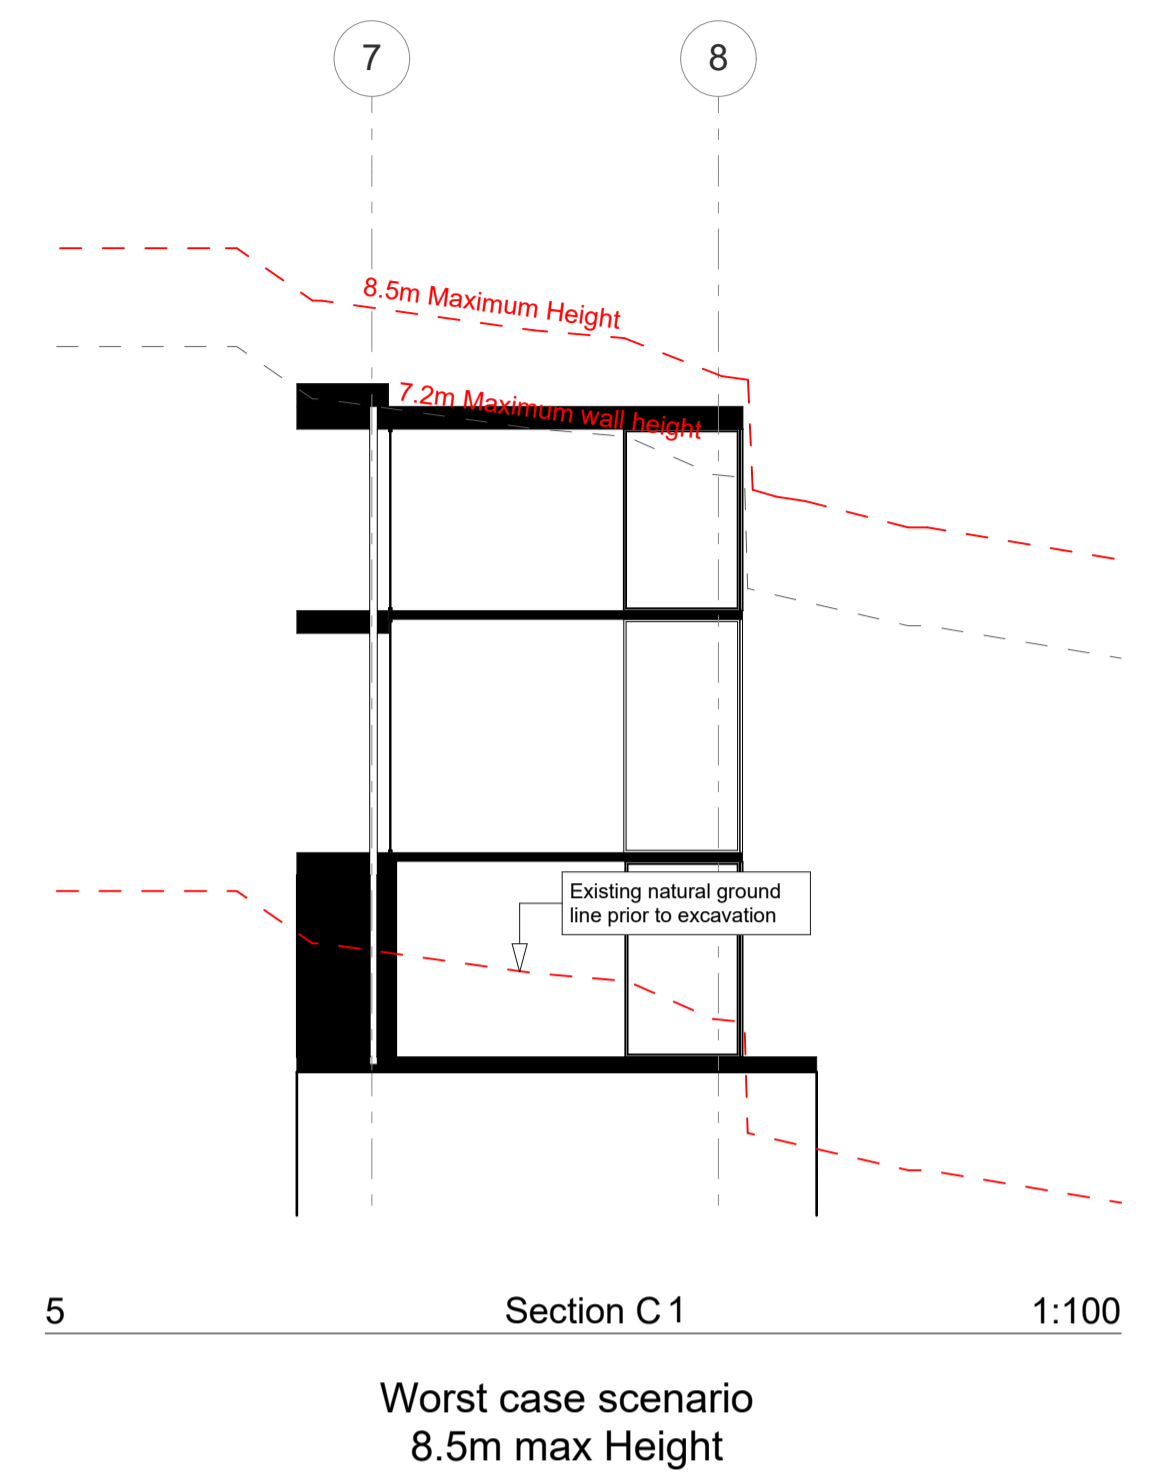 7
8
8.5m Maximum Height
7.2m Maximum wall height
Existing natural ground
line prior to excavation
5 Section C 1 1:100
Worst case scenario
8.5m max Height